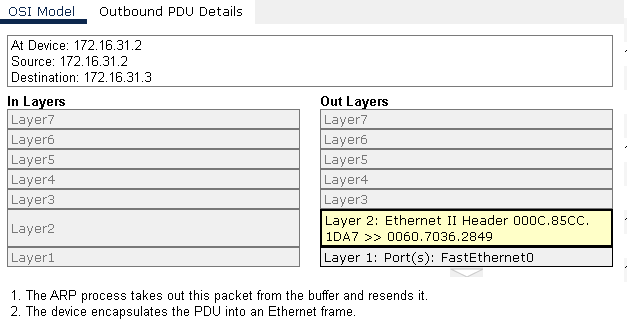 OSI Model Outbound PDU Details
At Device: 172.16.31.2
Source: 172.16.31.2
Destination: 172.16.31.3
In Layers
Layer7
Layer6
Layer5
Layer4
Layer3
Layer2
Layer1
Out Layers
Layer7
Layer6
Layer5
Layer4
Layer3
Layer 2: Ethernet II Header 000C.85CC.
1DA7 >> 0060.7036.2849
Layer 1: Port(s): FastEthernet0
1. The ARP process takes out this packet from the buffer and resends it.
2. The device encapsulates the PDU into an Ethernet frame.